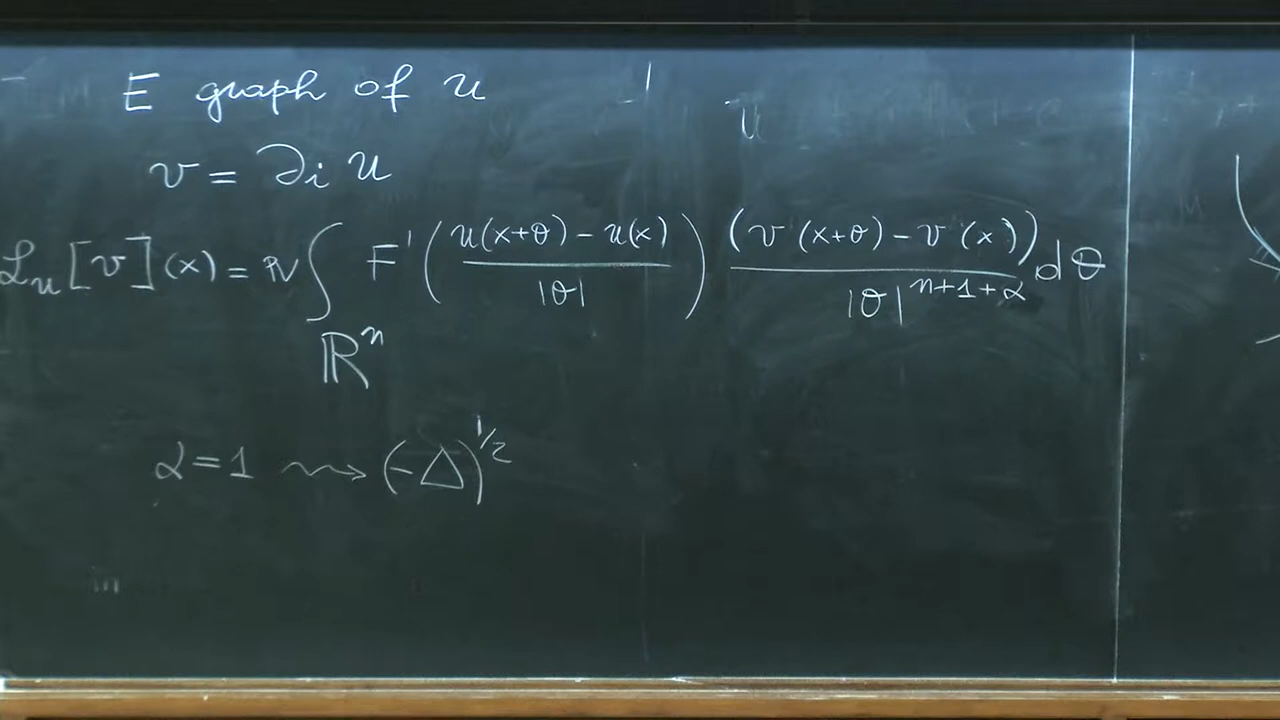 E graph of u
v = ∂i u
ℒu[v](x) = PV ∫ℝⁿ F'((u(x+θ) − u(x))/|θ|) (v(x+θ) − v(x))/|θ|^(n+1+α) dθ
α = 1 ⇝ (−Δ)^1/2